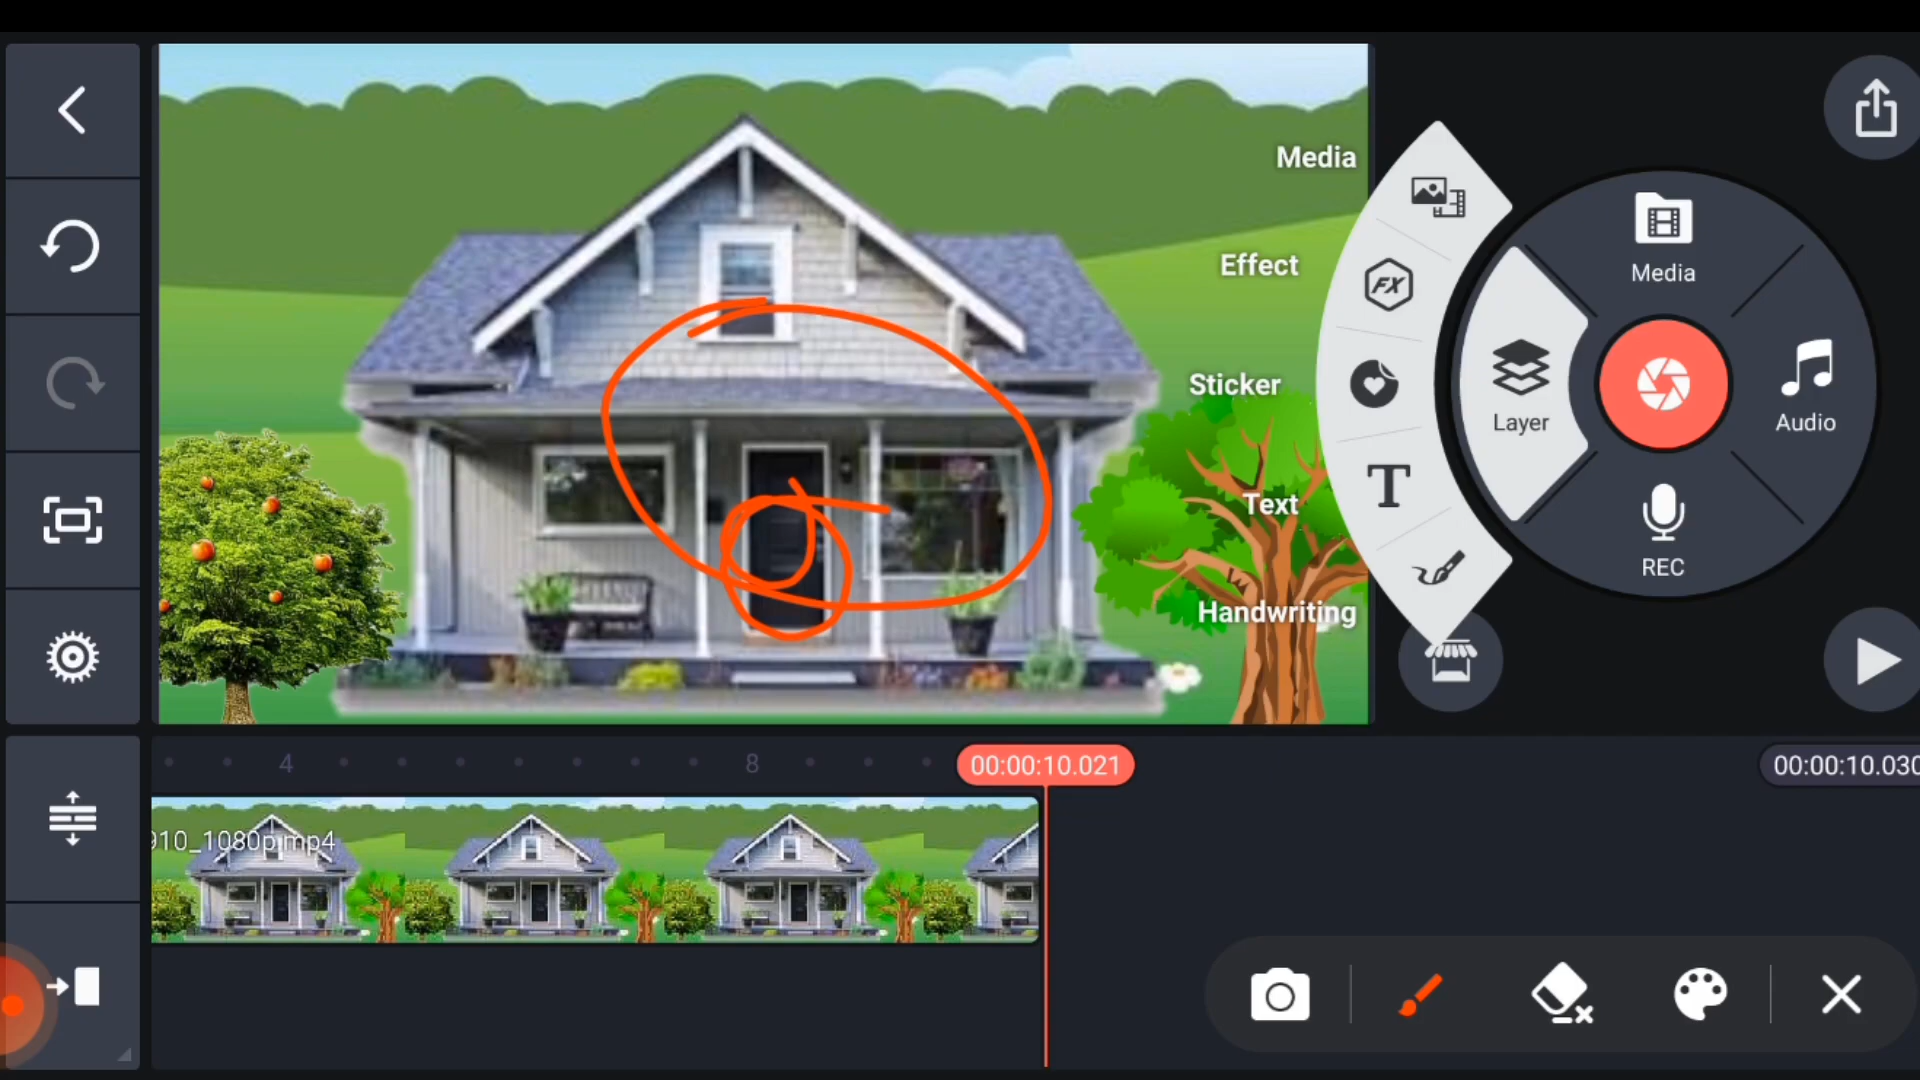 Media
Effect
Sticker
Text
Handwriting
FX
T
Media
Layer
Audio
REC
4
8
00:00:10.021
00:00:10.030
910_1080p.mp4